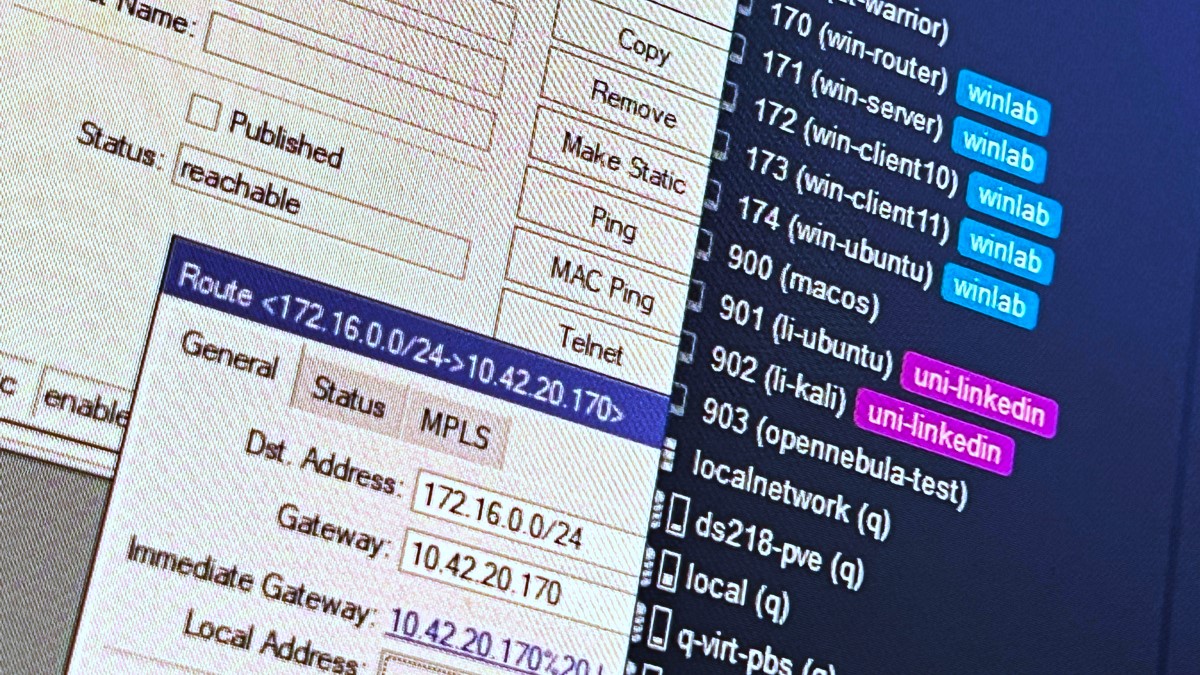 Name:
Published
Status:
reachable
enable
Copy
Remove
Make Static
Ping
MAC Ping
Telnet
Route <172.16.0.0/24->10.42.20.170>
General
Status
MPLS
Dst. Address:
172.16.0.0/24
Gateway:
10.42.20.170
Immediate Gateway:
10.42.20.170%20
Local Address:
-warrior)
170 (win-router) winlab
171 (win-server) winlab
172 (win-client10) winlab
173 (win-client11) winlab
174 (win-ubuntu) winlab
900 (macos)
901 (li-ubuntu) uni-linkedin
902 (li-kali) uni-linkedin
903 (opennebula-test)
localnetwork (q)
ds218-pve (q)
local (q)
q-virt-pbs (q)